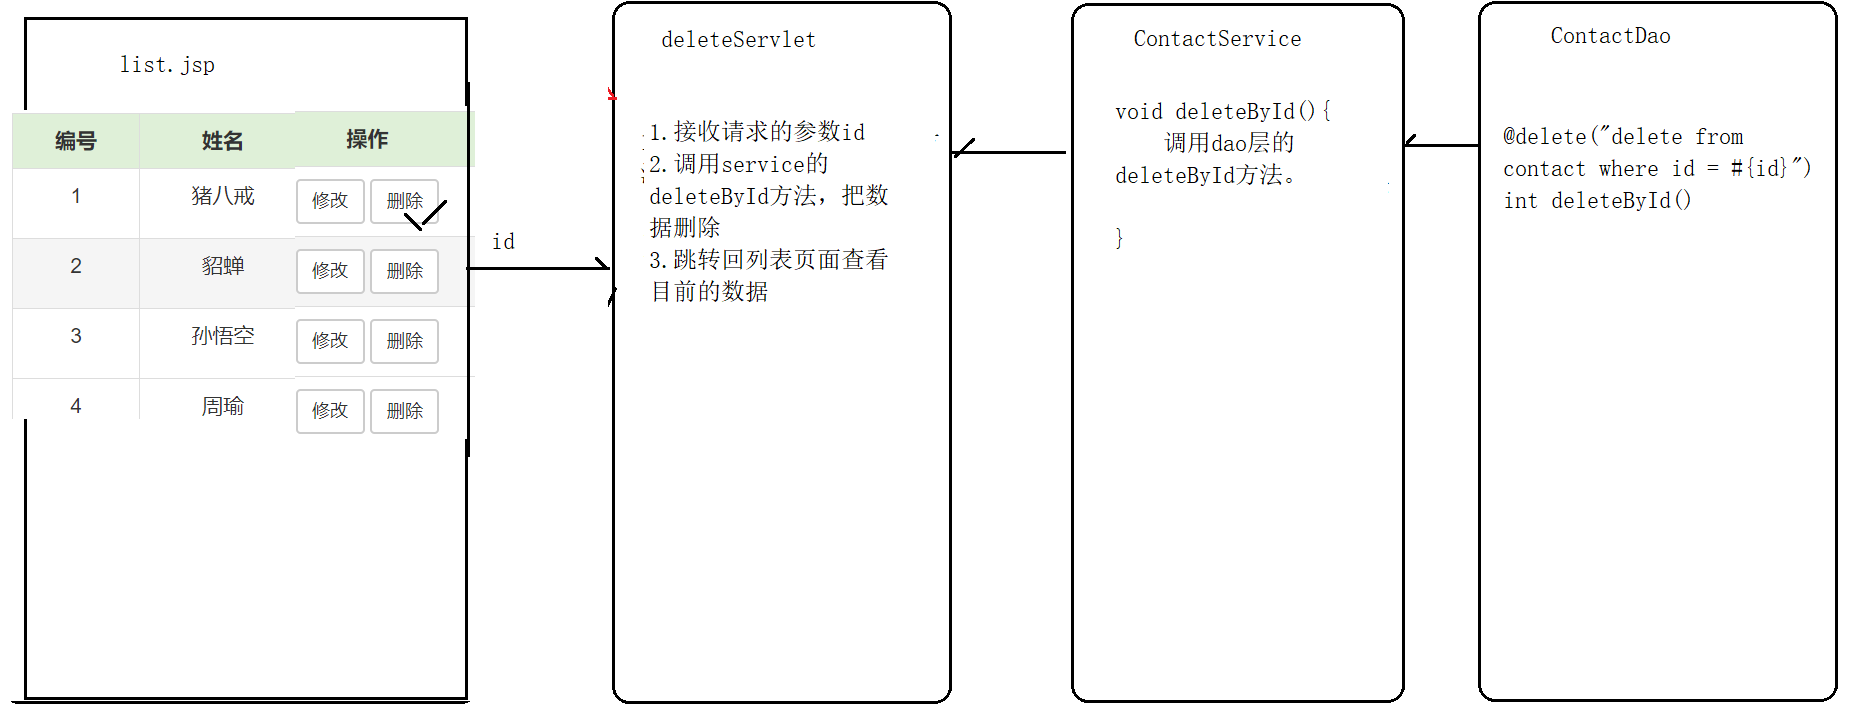 list.jsp
编号 姓名 操作
1 猪八戒 修改 删除
2 貂蝉 修改 删除
3 孙悟空 修改 删除
4 周瑜 修改 删除
id
deleteServlet
1.接收请求的参数id
2.调用service的
deleteById方法，把数
据删除
3.跳转回列表页面查看
目前的数据
ContactService
void deleteById(){
调用dao层的
deleteById方法。
}
ContactDao
@delete("delete from
contact where id = #{id}")
int deleteById()